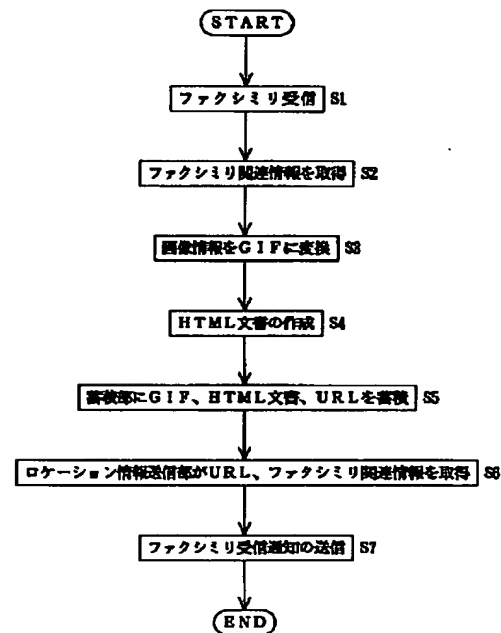 START
ファクシミリ受信 S1
ファクシミリ関連情報を取得 S2
画像情報をGIFに変換 S3
HTML文書の作成 S4
蓄積部にGIF、HTML文書、URLを蓄積 S5
ロケーション情報送信部がURL、ファクシミリ関連情報を取得 S6
ファクシミリ受信通知の送信 S7
END